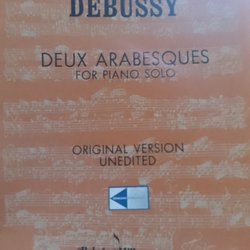 DEBUSSY
DEUX ARABESQUES
FOR PIANO SOLO
ORIGINAL VERSION
UNEDITED